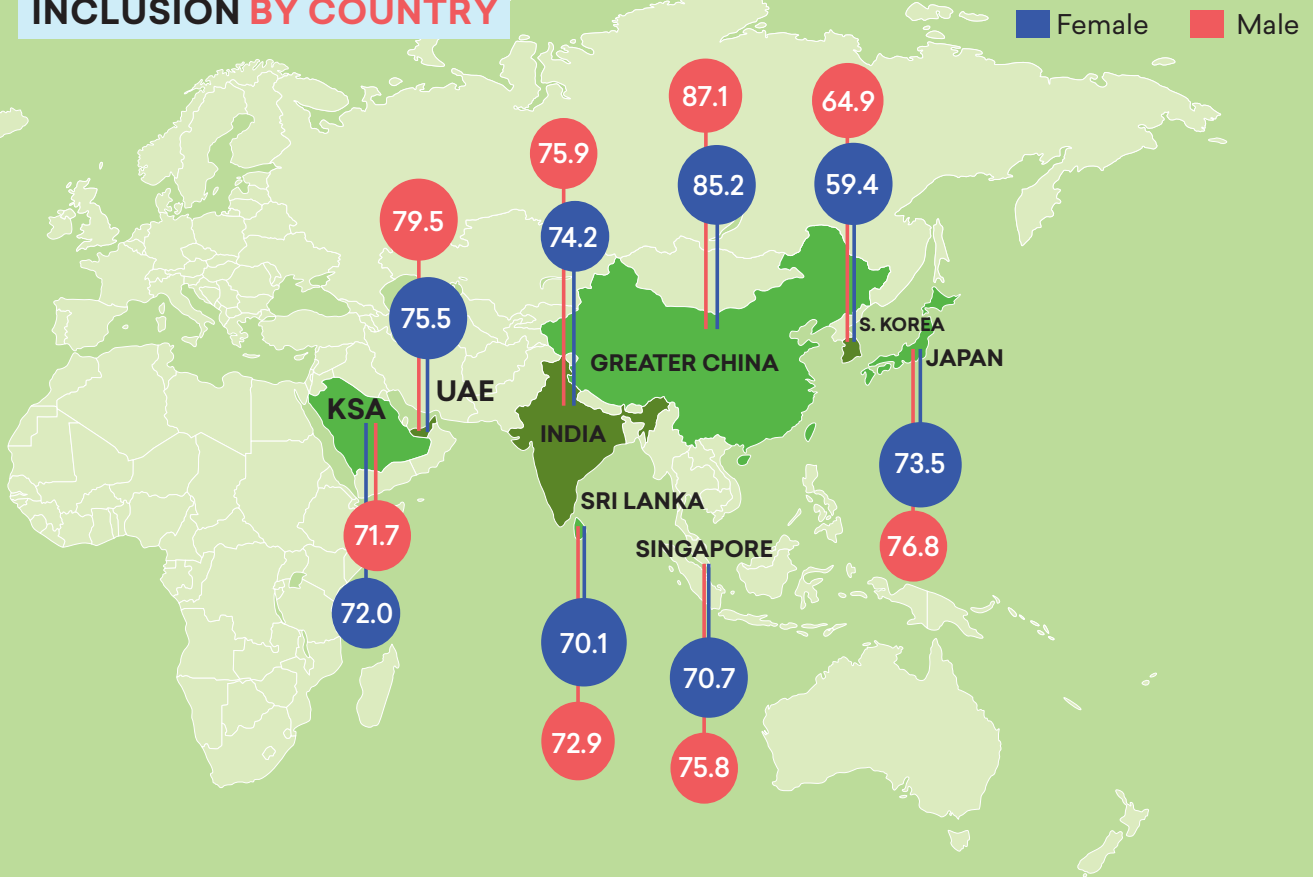 INCLUSION BY COUNTRY
Female
Male
87.1
64.9
75.9
85.2
59.4
79.5
74.2
75.5
S. KOREA
GREATER CHINA
JAPAN
UAE
KSA
INDIA
73.5
SRI LANKA
71.7
SINGAPORE
76.8
72.0
70.1
70.7
72.9
75.8